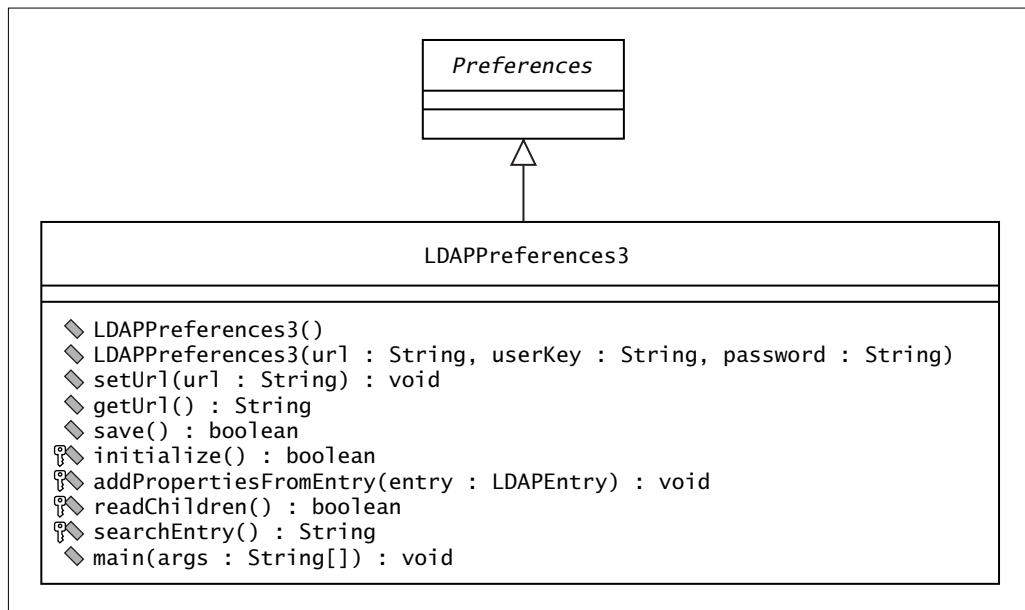 Preferences
LDAPPreferences3
LDAPPreferences3()
LDAPPreferences3(url : String, userKey : String, password : String)
setUrl(url : String) : void
getUrl() : String
save() : boolean
initialize() : boolean
addPropertiesFromEntry(entry : LDAPEntry) : void
readChildren() : boolean
searchEntry() : String
main(args : String[]) : void